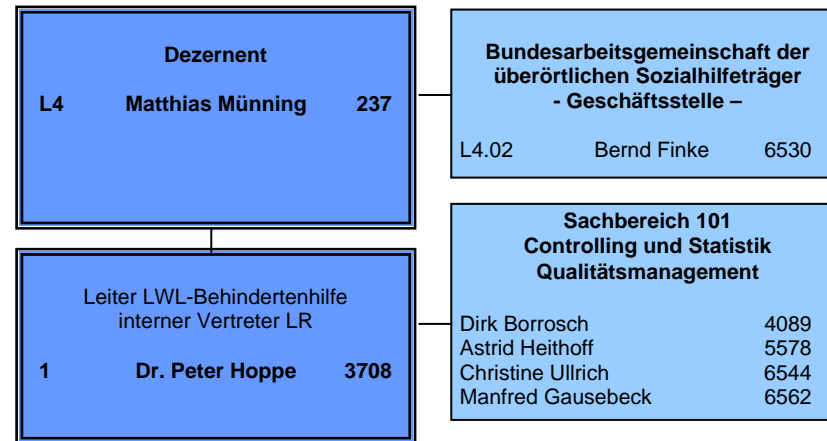 Dezernent
L4 Matthias Münning 237
Bundesarbeitsgemeinschaft der
überörtlichen Sozialhilfeträger
- Geschäftsstelle –
L4.02 Bernd Finke 6530
Leiter LWL-Behindertenhilfe
interner Vertreter LR
1 Dr. Peter Hoppe 3708
Sachbereich 101
Controlling und Statistik
Qualitätsmanagement
Dirk Borrosch 4089
Astrid Heithoff 5578
Christine Ullrich 6544
Manfred Gausebeck 6562